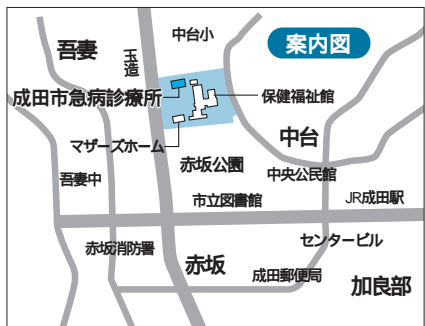 案内図
中台小
吾妻
玉造
成田市急病診療所
保健福祉館
マザーズホーム
中台
赤坂公園
中央公民館
吾妻中
市立図書館
JR成田駅
センタービル
赤坂消防署
赤坂
成田郵便局
加良部